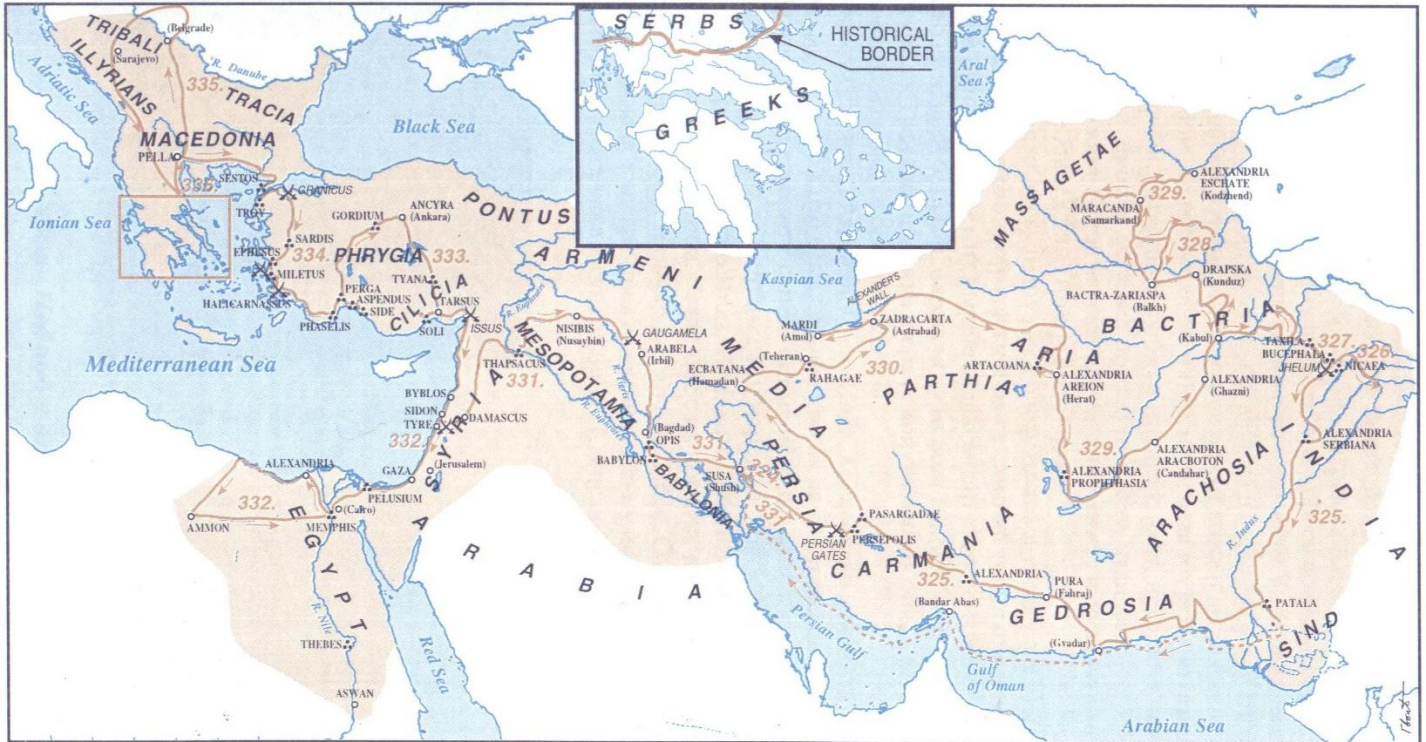 TRIBALI
(Belgrade)
(Sarajevo)
ILLYRIANS
Adriatic Sea
R. Danube
335.
TRACIA
MACEDONIA
PELLA
335.
SESTOS
TROY
GRANICUS
Black Sea
Ionian Sea
SERBS
HISTORICAL
BORDER
GREEKS
Aral
Sea
GORDIUM
ANCYRA
(Ankara)
PONTUS
SARDIS
EPHESUS
334.
PHRYGIA
333.
MILETUS
TYANA
HALICARNASSUS
PERGA
ASPENDUS
SIDE
PHASELIS
CILICIA
TARSUS
SOLI
ISSUS
ARMENI
R. Euphrates
NISIBIS
(Nusaybin)
GAUGAMELA
ARABELA
(Irbil)
THAPSACUS
331.
MESOPOTAMIA
R. Tigris
R. Euphrates
Mediterranean Sea
BYBLOS
SIDON
TYRE
332.
DAMASCUS
SYRIA
(Jerusalem)
GAZA
PELUSIUM
ALEXANDRIA
332.
(Cairo)
MEMPHIS
AMMON
EGYPT
R. Nile
THEBES
ASWAN
Red Sea
ARABIA
(Bagdad)
OPIS
BABYLON
BABYLONIA
331.
SUSA
(Shush)
324.
331.
PERSIAN
GATES
PERSIA
PASARGADAE
PERSEPOLIS
Persian Gulf
Kaspian Sea
ALEXANDER'S
WALL
MARDI
(Amol)
ZADRACARTA
(Astrabad)
(Teheran)
RAHAGAE
330.
ECBATANA
(Hamadan)
MEDIA
PARTHIA
ARIA
ARTACOANA
ALEXANDRIA
AREION
(Herat)
329.
ALEXANDRIA
PROPHTHASIA
MASSAGETAE
ALEXANDRIA
ESCHATE
(Kodzhend)
329.
MARACANDA
(Samarkand)
328.
DRAPSKA
(Kunduz)
BACTRA-ZARIASPA
(Balkh)
BACTRIA
(Kabul)
ALEXANDRIA
(Ghazni)
TAXILA
327.
326.
BUCEPHALA
JHELUM
NICAEA
ALEXANDRIA
SERBIANA
ALEXANDRIA
ARACBOTON
(Candahar)
ARACHOSIA
INDIA
325.
R. Indus
CARMANIA
325.
ALEXANDRIA
(Bandar Abas)
PURA
(Fahraj)
GEDROSIA
(Gvadar)
PATALA
SIND
Gulf
of Oman
Arabian Sea